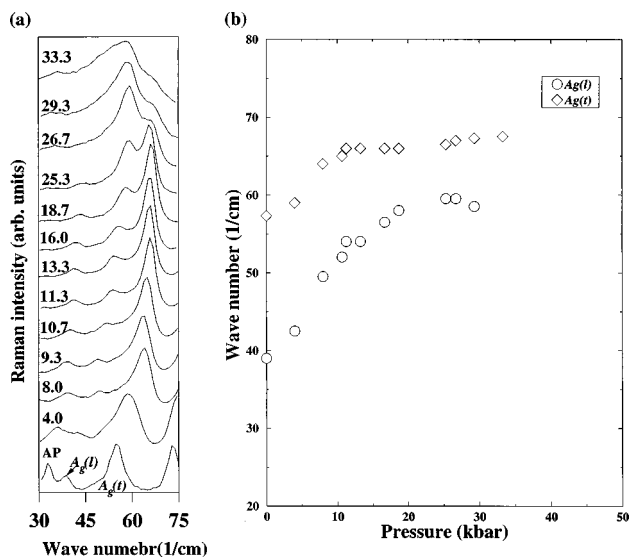 (a)
33.3
29.3
26.7
25.3
18.7
16.0
13.3
11.3
10.7
9.3
8.0
4.0
AP
Ag(l)
Ag(t)
Raman intensity (arb. units)
30 45 60 75
Wave numebr(1/cm)
(b)
80
70
60
50
40
30
20
Wave number (1/cm)
Ag(l)
Ag(t)
0 10 20 30 40 50
Pressure (kbar)